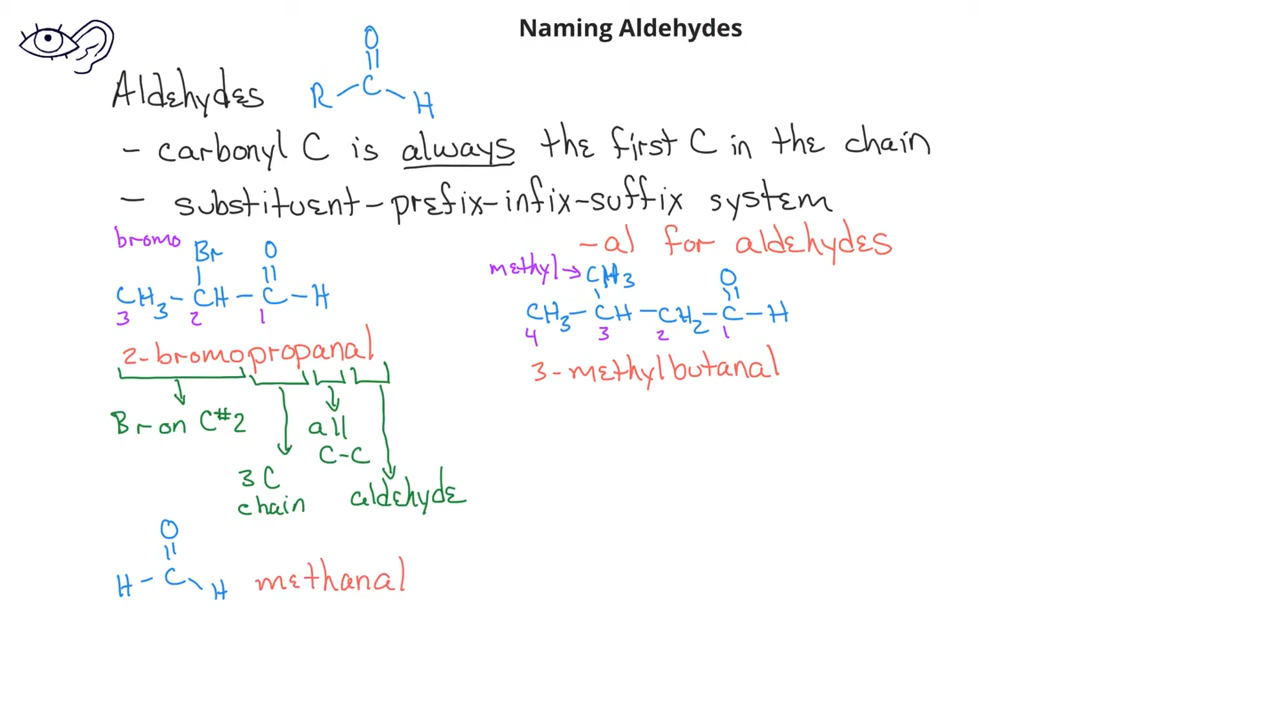 Naming Aldehydes
O
||
Aldehydes R-C-H
- carbonyl C is always the first C in the chain
- substituent-prefix-infix-suffix system
-al for aldehydes
bromo
Br O
| ||
CH3-CH-C-H
3 2 1
2-bromopropanal
Br on C#2
3C chain
all C-C
aldehyde
methyl→CH3 O
| ||
CH3-CH-CH2-C-H
4 3 2 1
3-methylbutanal
O
||
H-C-H methanal